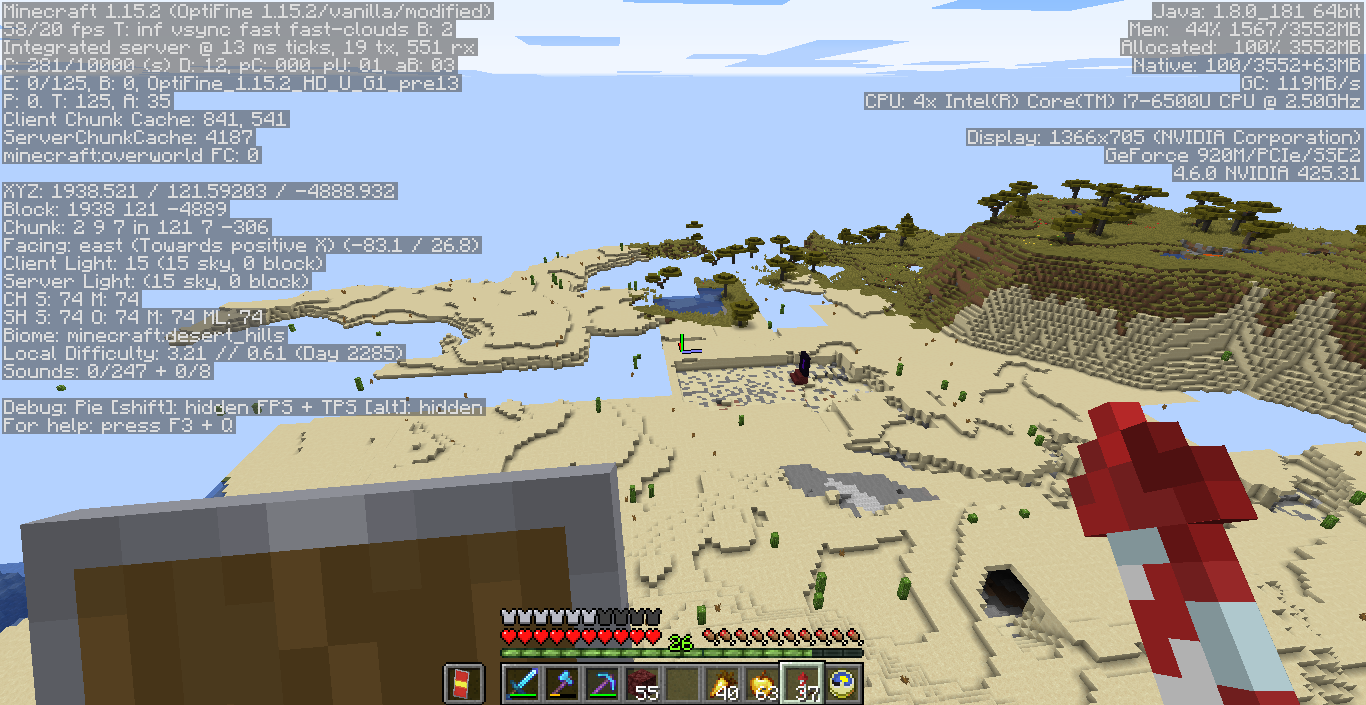 Minecraft 1.15.2 (OptiFine 1.15.2/vanilla/modified)
58/20 fps T: inf vsync fast fast-clouds B: 2
Integrated server @ 13 ms ticks, 19 tx, 551 rx
C: 281/10000 (s) D: 12, pC: 000, pU: 01, aB: 03
E: 0/125, B: 0, OptiFine_1.15.2_HD_U_G1_pre13
P: 0. T: 125, A: 35
Client Chunk Cache: 841, 541
ServerChunkCache: 4187
minecraft:overworld FC: 0
XYZ: 1938.521 / 121.59203 / -4888.932
Block: 1938 121 -4889
Chunk: 2 9 7 in 121 7 -306
Facing: east (Towards positive X) (-83.1 / 26.8)
Client Light: 15 (15 sky, 0 block)
Server Light: (15 sky, 0 block)
CH S: 74 M: 74
SH S: 74 O: 74 M: 74 ML: 74
Biome: minecraft:desert_hills
Local Difficulty: 3.21 // 0.61 (Day 2285)
Sounds: 0/247 + 0/8
Debug: Pie [shift]: hidden FPS + TPS [alt]: hidden
For help: press F3 + Q
Java: 1.8.0_181 64bit
Mem: 44% 1567/3552MB
Allocated: 100% 3552MB
Native: 100/3552+63MB
GC: 119MB/s
CPU: 4x Intel(R) Core(TM) i7-6500U CPU @ 2.50GHz
Display: 1366x705 (NVIDIA Corporation)
GeForce 920M/PCIe/SSE2
4.6.0 NVIDIA 425.31
26
55
40
63
37